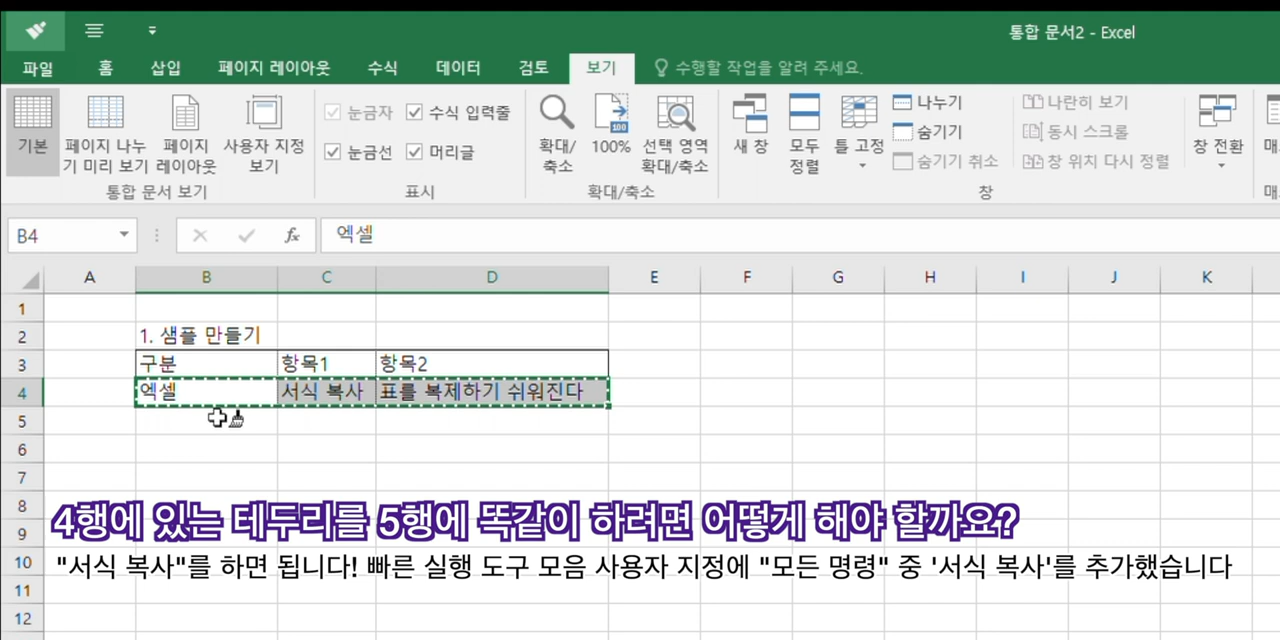 통합 문서2 - Excel
파일 홈 삽입 페이지 레이아웃 수식 데이터 검토 보기 수행할 작업을 알려 주세요.
기본
페이지 나누기 미리 보기
페이지 레이아웃
사용자 지정 보기
통합 문서 보기
눈금자 수식 입력줄
눈금선 머리글
표시
확대/축소
100%
선택 영역 확대/축소
확대/축소
새 창
모두 정렬
틀 고정
나누기
숨기기
숨기기 취소
나란히 보기
동시 스크롤
창 위치 다시 정렬
창
창 전환
B4 fx 엑셀
A B C D E F G H I J K
1
2 1. 샘플 만들기
3 구분 항목1 항목2
4 엑셀 서식 복사 표를 복제하기 쉬워진다
5
6
7
8
9
4행에 있는 테두리를 5행에 똑같이 하려면 어떻게 해야 할까요?
10
"서식 복사"를 하면 됩니다! 빠른 실행 도구 모음 사용자 지정에 "모든 명령" 중 '서식 복사'를 추가했습니다
11
12